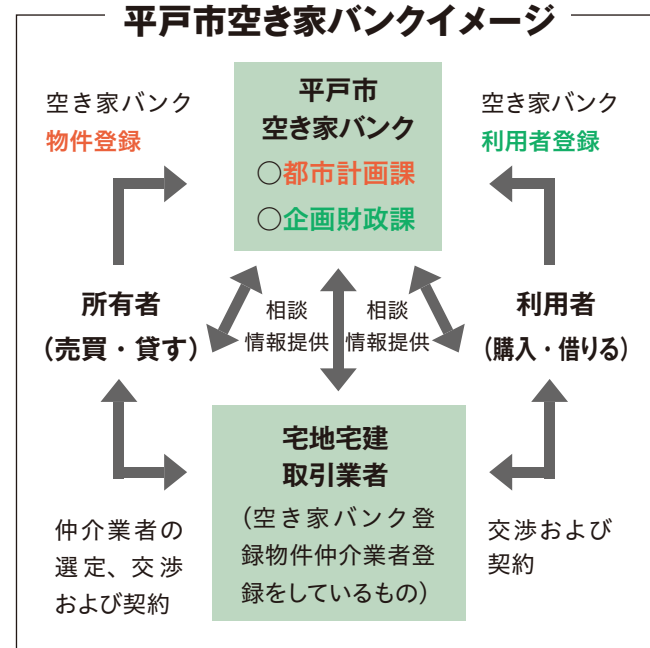 平戸市空き家バンクイメージ
空き家バンク
物件登録
平戸市
空き家バンク
○都市計画課
○企画財政課
空き家バンク
利用者登録
所有者
（売買・貸す）
相談
情報提供
相談
情報提供
利用者
（購入・借りる）
宅地宅建
取引業者
（空き家バンク登
録物件仲介業者登
録をしているもの）
仲介業者の
選定、交渉
および契約
交渉および
契約